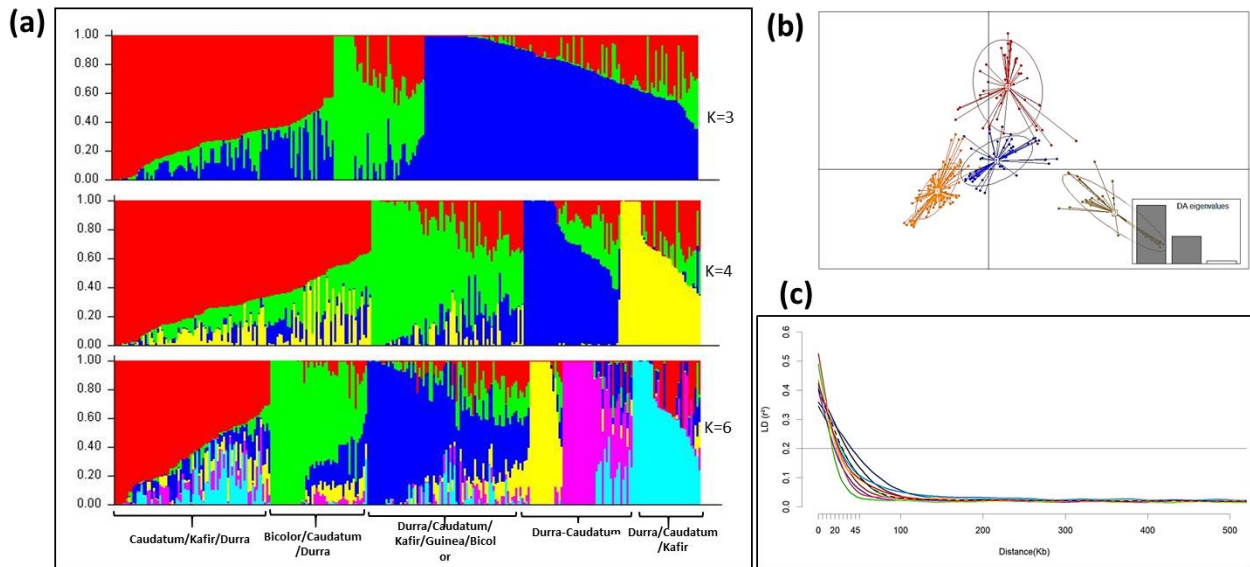 (a)
1.00
0.80
0.60
0.40
0.20
0.00
K=3
1.00
0.80
0.60
0.40
0.20
0.00
K=4
1.00
0.80
0.60
0.40
0.20
0.00
K=6
Caudatum/Kafir/Durra
Bicolor/Caudatum
/Durra
Durra/Caudatum/
Kafir/Guinea/Bicol
or
Durra-Caudatum
Durra/Caudatum
/Kafir
(b)
DA eigenvalues
(c)
LD (r²)
0.6
0.5
0.4
0.3
0.2
0.1
0.0
0 20 45 100 200 300 400 500
Distance(Kb)